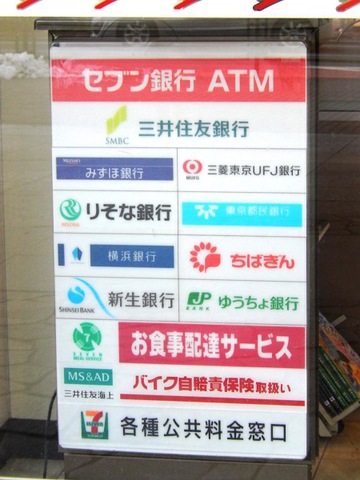 セブン銀行 ATM
三井住友銀行
SMBC
MIZUHO
みずほ銀行
三菱東京UFJ銀行
MUFG
りそな銀行
RESONA
東京都民銀行
横浜銀行
ちばぎん
新生銀行
SHINSEI BANK
JP
BANK
ゆうちょ銀行
7
SEVEN
MEAL SERVICE
お食事配達サービス
MS&AD
三井住友海上
バイク自賠責保険取扱い
7
ELEVEN
各種公共料金窓口